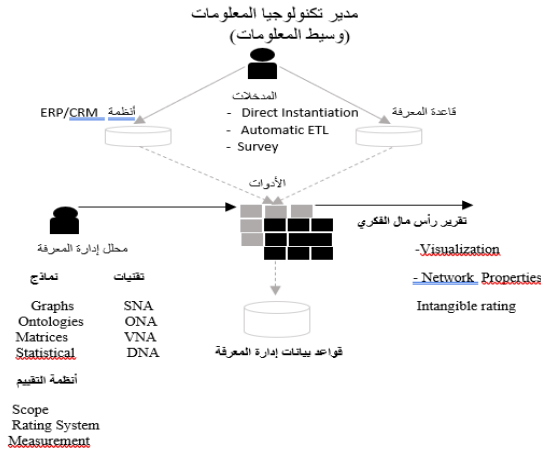 مدير تكنولوجيا المعلومات
(وسيط المعلومات)
المدخلات
أنظمة ERP/CRM
قاعدة المعرفة
- Direct Instantiation
- Automatic ETL
- Survey
الأدوات
تقرير رأس مال الفكري
-Visualization
- Network Properties
Intangible rating
محلل إدارة المعرفة
نماذج
تقنيات
Graphs SNA
Ontologies ONA
Matrices VNA
Statistical DNA
قواعد بيانات إدارة المعرفة
أنظمة التقييم
Scope
Rating System
Measurement